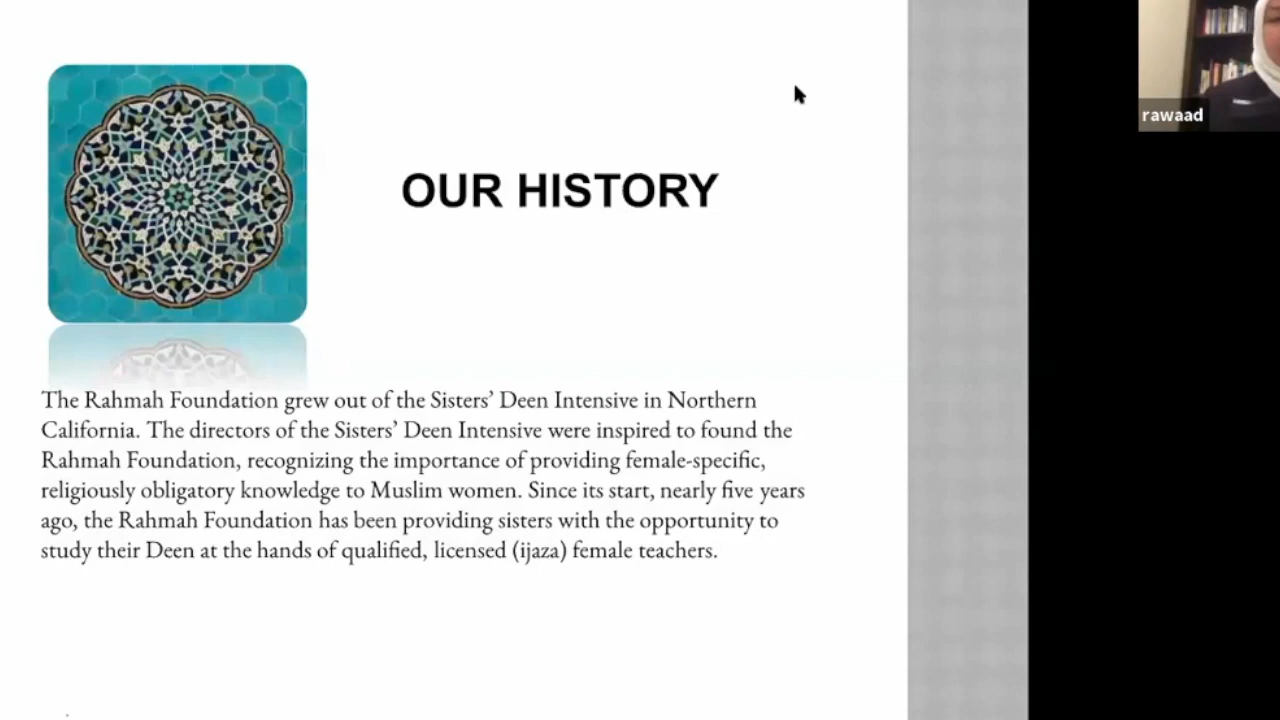 rawaad
OUR HISTORY
The Rahmah Foundation grew out of the Sisters’ Deen Intensive in Northern
California. The directors of the Sisters’ Deen Intensive were inspired to found the
Rahmah Foundation, recognizing the importance of providing female-specific,
religiously obligatory knowledge to Muslim women. Since its start, nearly five years
ago, the Rahmah Foundation has been providing sisters with the opportunity to
study their Deen at the hands of qualified, licensed (ijaza) female teachers.